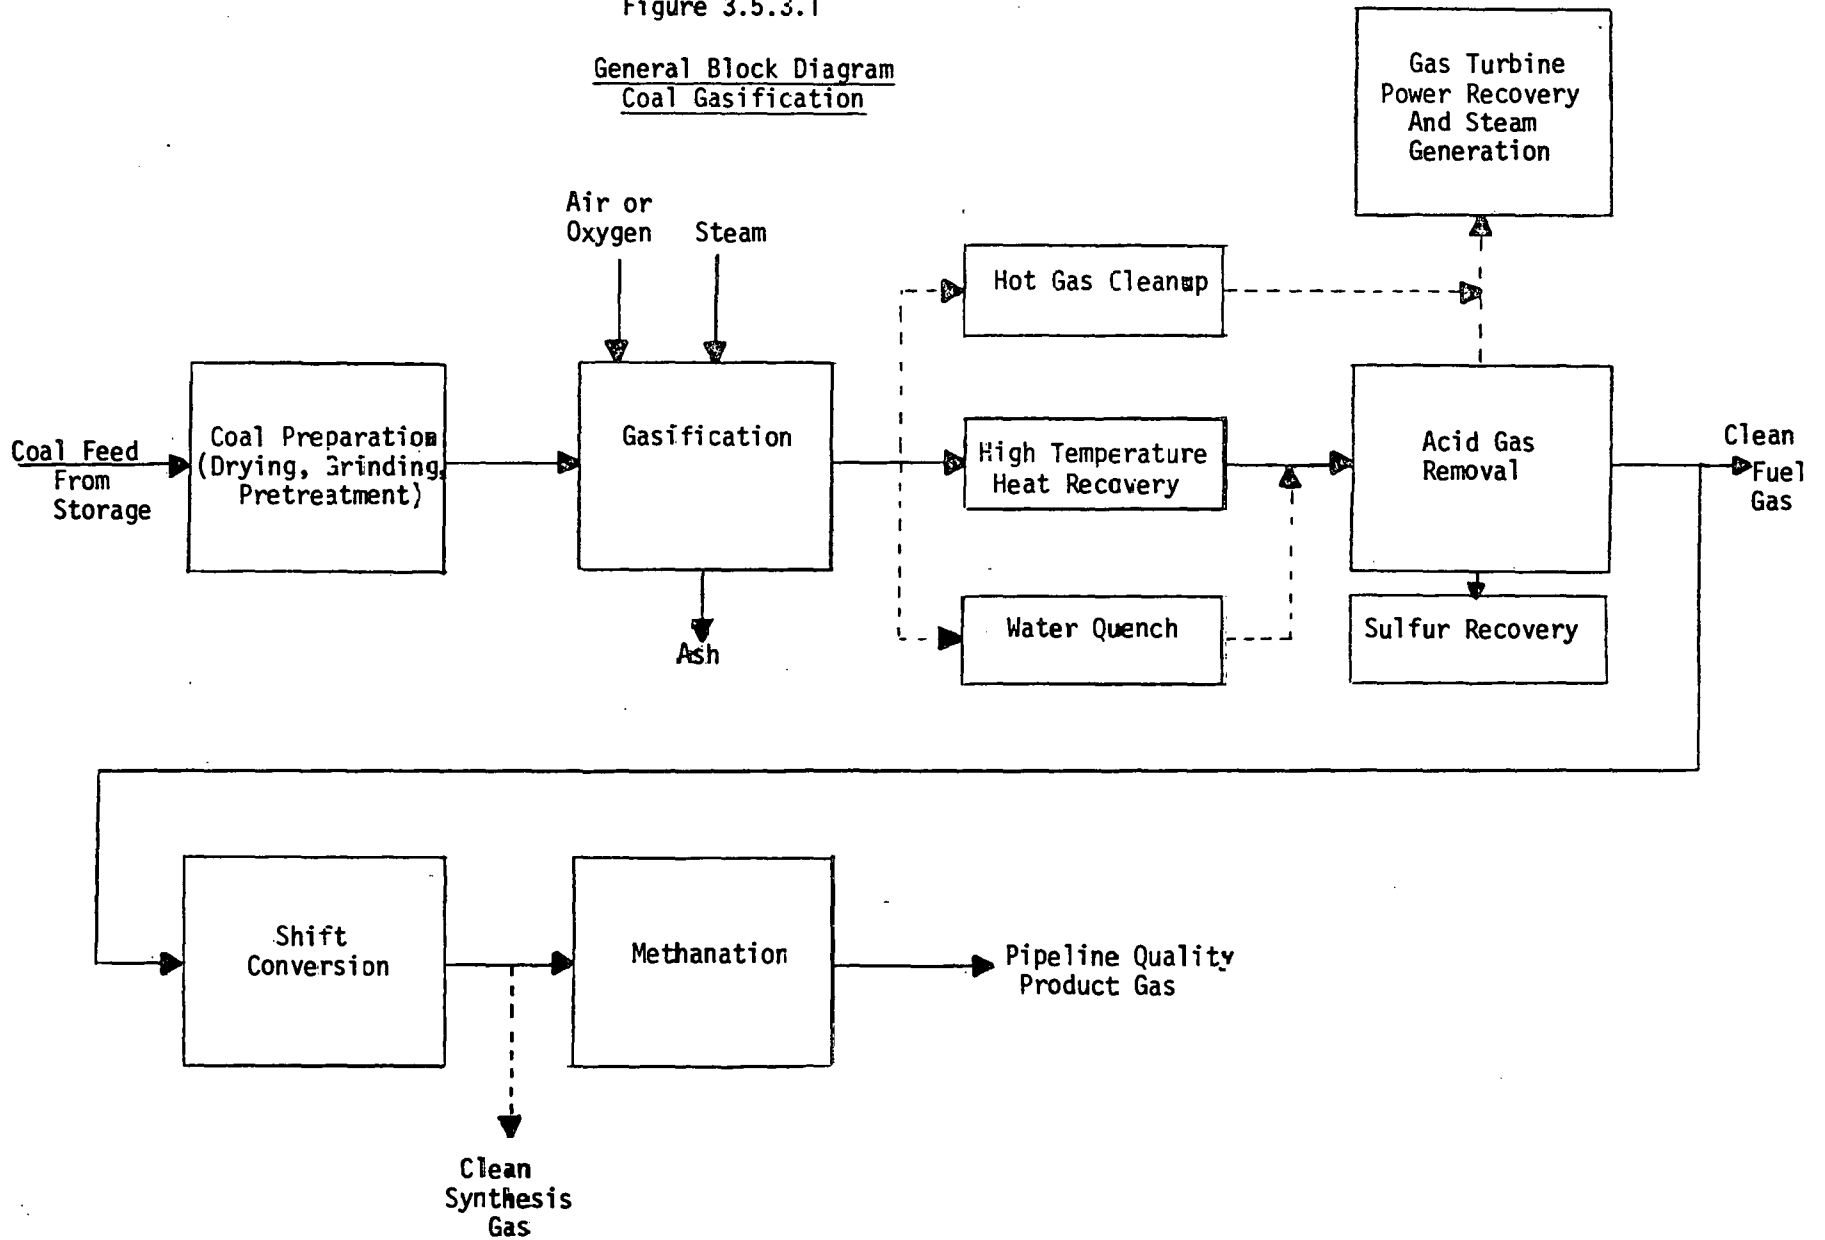 Figure 3.5.3.1
General Block Diagram
Coal Gasification
Gas Turbine
Power Recovery
And Steam
Generation
Air or
Oxygen
Steam
Hot Gas Cleanup
Coal Feed
From
Storage
Coal Preparation
(Drying, Grinding,
Pretreatment)
Gasification
High Temperature
Heat Recovery
Acid Gas
Removal
Clean
Fuel
Gas
Ash
Water Quench
Sulfur Recovery
Shift
Conversion
Methanation
Pipeline Quality
Product Gas
Clean
Synthesis
Gas